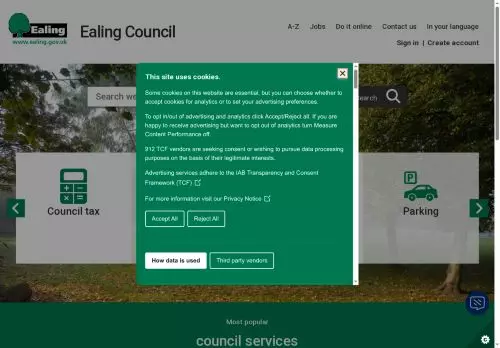 Ealing
www.ealing.gov.uk
Ealing Council
A-Z Jobs Do it online Contact us In your language
Sign in | Create account
This site uses cookies.
Some cookies on this website are essential, but you can choose whether to
accept cookies for analytics or to set your advertising preferences.
To opt in/out of advertising and analytics click Accept/Reject all. If you are
happy to receive advertising but want to opt out of analytics turn Measure
Content Performance off.
912 TCF vendors are seeking consent or wishing to pursue data processing
purposes on the basis of their legitimate interests.
Advertising services adhere to the IAB Transparency and Consent
Framework (TCF)
For more information visit our Privacy Notice
Accept All Reject All
How data is used Third party vendors
Search we
Search
Council tax
Parking
Most popular
council services